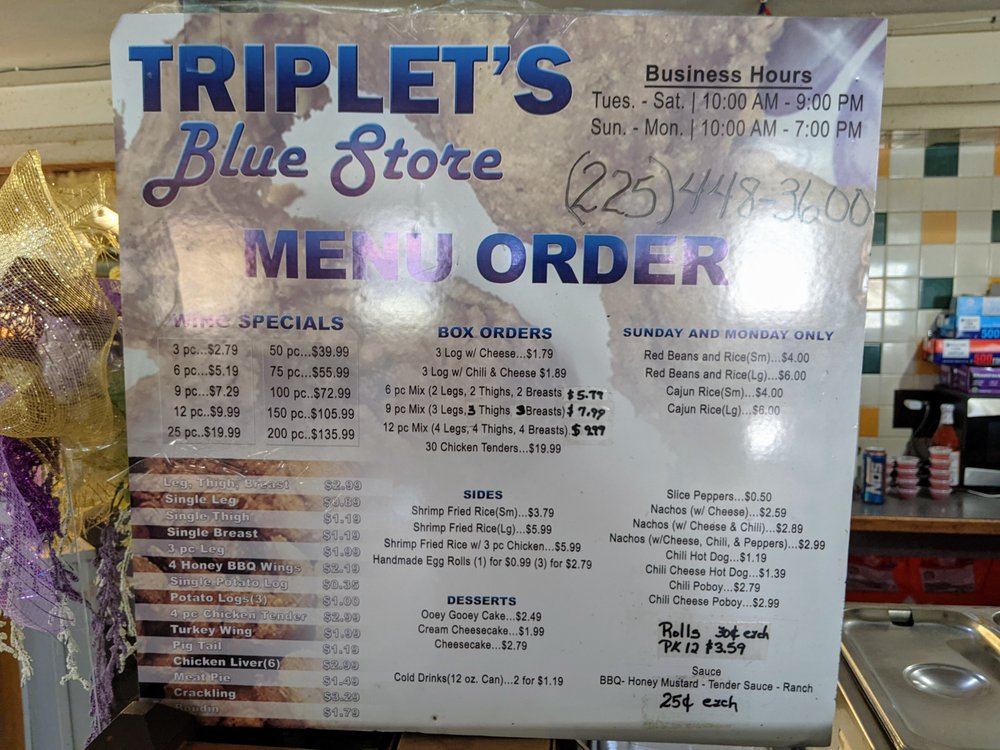 TRIPLET'S
Blue Store
Business Hours
Tues. - Sat. | 10:00 AM - 9:00 PM
Sun. - Mon. | 10:00 AM - 7:00 PM
(225) 448-3600
MENU ORDER
WING SPECIALS
3 pc...$2.79
6 pc...$5.19
9 pc...$7.29
12 pc..$9.99
25 pc..$19.99
50 pc...$39.99
75 pc...$55.99
100 pc...$72.99
150 pc...$105.99
200 pc...$135.99
Leg, Thigh, Breast $2.99
Single Leg $0.89
Single Thigh $1.19
Single Breast $1.19
3 pc Leg $1.99
4 Honey BBQ Wings $2.19
Single Potato Log $0.35
Potato Logs(3) $1.00
4 pc Chicken Tender $2.99
Turkey Wing $1.99
Pig Tail $1.19
Chicken Liver(6) $2.99
Meat Pie $1.49
Crackling $3.29
Boudin $1.79
BOX ORDERS
3 Log w/ Cheese...$1.79
3 Log w/ Chili & Cheese $1.89
6 pc Mix (2 Legs, 2 Thighs, 2 Breasts $5.79
9 pc Mix (3 Legs,3 Thighs 3Breasts) $7.99
12 pc Mix (4 Legs, 4 Thighs, 4 Breasts). $9.99
30 Chicken Tenders...$19.99
SIDES
Shrimp Fried Rice(Sm)...$3.79
Shrimp Fried Rice(Lg)...$5.99
Shrimp Fried Rice w/ 3 pc Chicken...$5.99
Handmade Egg Rolls (1) for $0.99 (3) for $2.79
DESSERTS
Ooey Gooey Cake...$2.49
Cream Cheesecake...$1.99
Cheesecake...$2.79
Cold Drinks(12 oz. Can)...2 for $1.19
SUNDAY AND MONDAY ONLY
Red Beans and Rice(Sm)...$4.00
Red Beans and Rice(Lg)...$6.00
Cajun Rice(Sm)...$4.00
Cajun Rice(Lg)...$6.00
Slice Peppers...$0.50
Nachos (w/ Cheese)...$2.59
Nachos (w/ Cheese & Chili)...$2.89
Nachos (w/Cheese, Chili, & Peppers)...$2.99
Chili Hot Dog...$1.19
Chili Cheese Hot Dog...$1.39
Chili Poboy...$2.79
Chili Cheese Poboy...$2.99
Rolls 30¢ each
PK 12 $3.59
Sauce
BBQ- Honey Mustard - Tender Sauce - Ranch
25¢ each
500